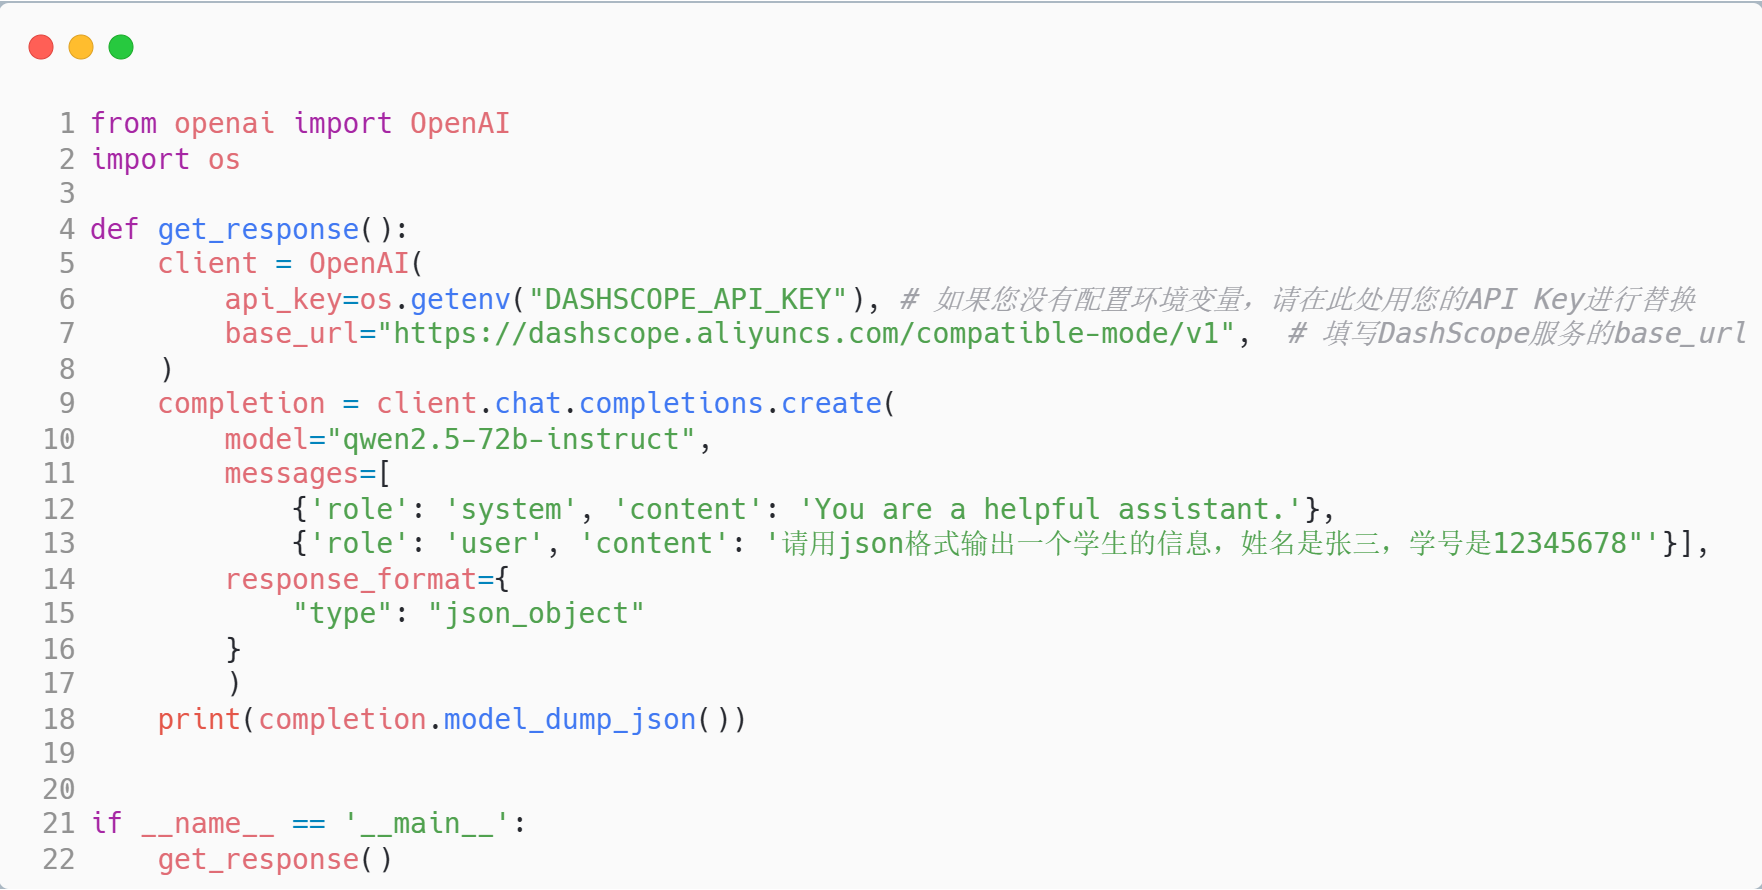 1 from openai import OpenAI
2 import os
3
4 def get_response():
5     client = OpenAI(
6         api_key=os.getenv("DASHSCOPE_API_KEY"), # 如果您没有配置环境变量，请在此处用您的API Key进行替换
7         base_url="https://dashscope.aliyuncs.com/compatible-mode/v1",  # 填写DashScope服务的base_url
8     )
9     completion = client.chat.completions.create(
10         model="qwen2.5-72b-instruct",
11         messages=[
12             {'role': 'system', 'content': 'You are a helpful assistant.'},
13             {'role': 'user', 'content': '请用json格式输出一个学生的信息，姓名是张三，学号是12345678"'}],
14         response_format={
15             "type": "json_object"
16         }
17         )
18     print(completion.model_dump_json())
19
20
21 if __name__ == '__main__':
22     get_response()